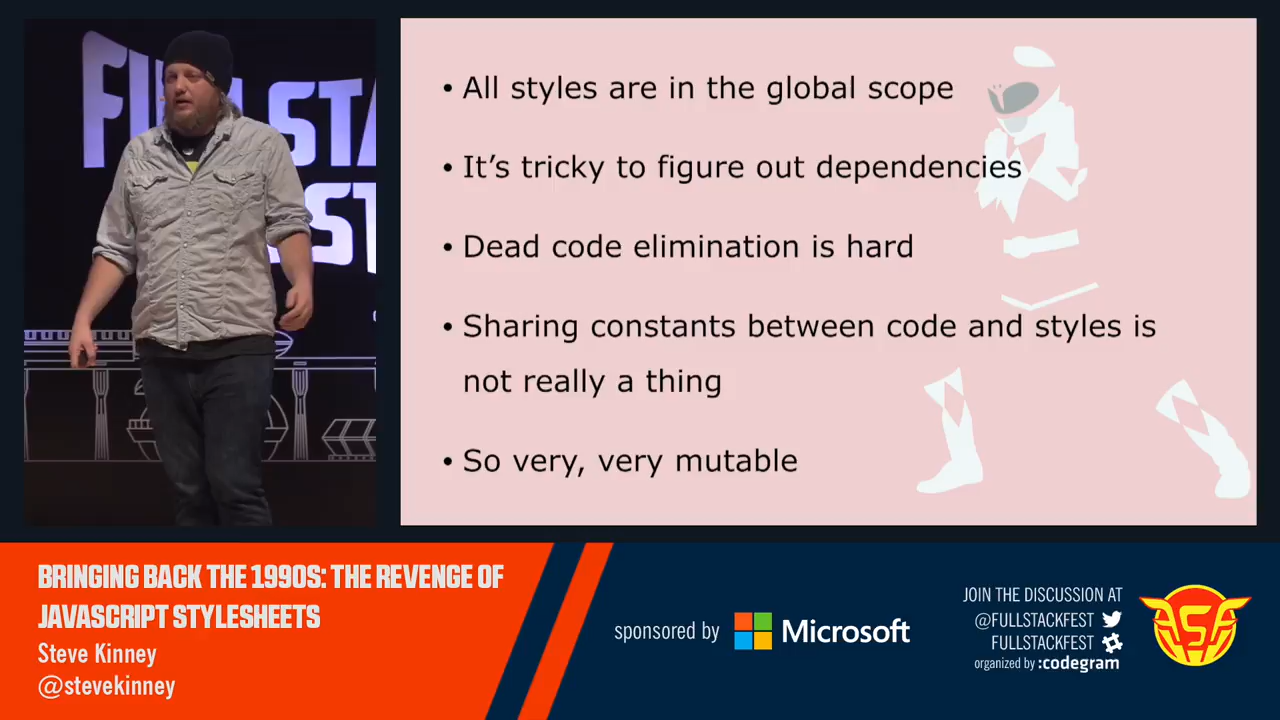 • All styles are in the global scope
• It's tricky to figure out dependencies
• Dead code elimination is hard
• Sharing constants between code and styles is
not really a thing
• So very, very mutable
BRINGING BACK THE 1990S: THE REVENGE OF
JAVASCRIPT STYLESHEETS
Steve Kinney
@stevekinney
sponsored by Microsoft
JOIN THE DISCUSSION AT
@FULLSTACKFEST
FULLSTACKFEST
organized by :codegram
FSF